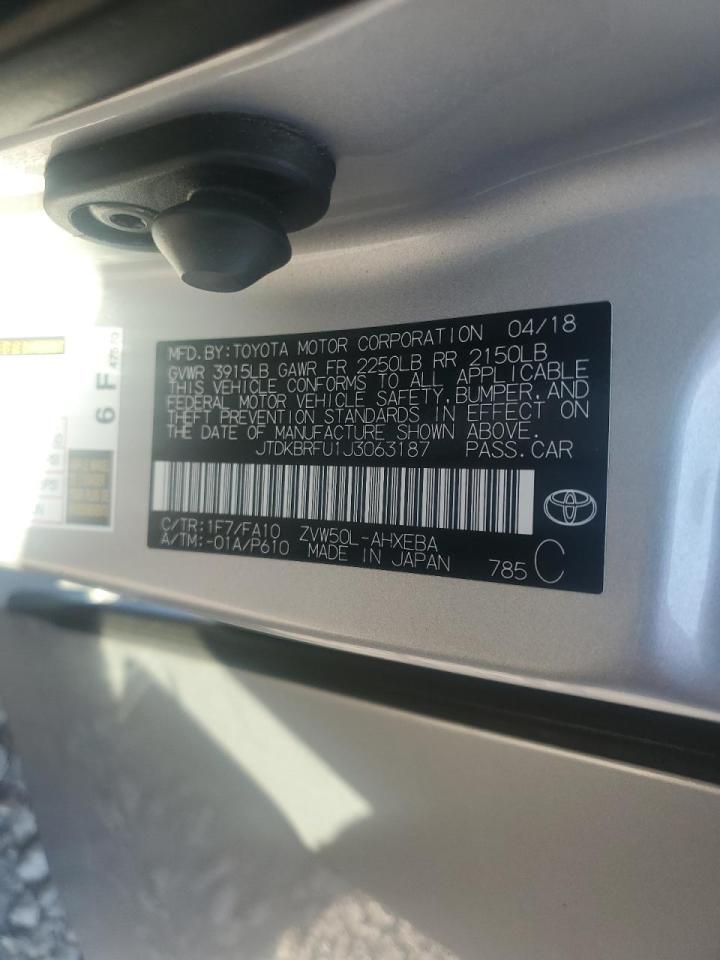 MFD. BY: TOYOTA MOTOR CORPORATION 04/18
GVWR 3915LB GAWR FR 2250LB RR 2150LB
THIS VEHICLE CONFORMS TO ALL APPLICABLE
FEDERAL MOTOR VEHICLE SAFETY, BUMPER, AND
THEFT PREVENTION STANDARDS IN EFFECT ON
THE DATE OF MANUFACTURE SHOWN ABOVE.
JTDKBRFU1J3063187 PASS. CAR
C/TR: 1F7/FA10 ZVW50L-AHXEBA
A/TM: -01A/P610 MADE IN JAPAN
785 C
6 F